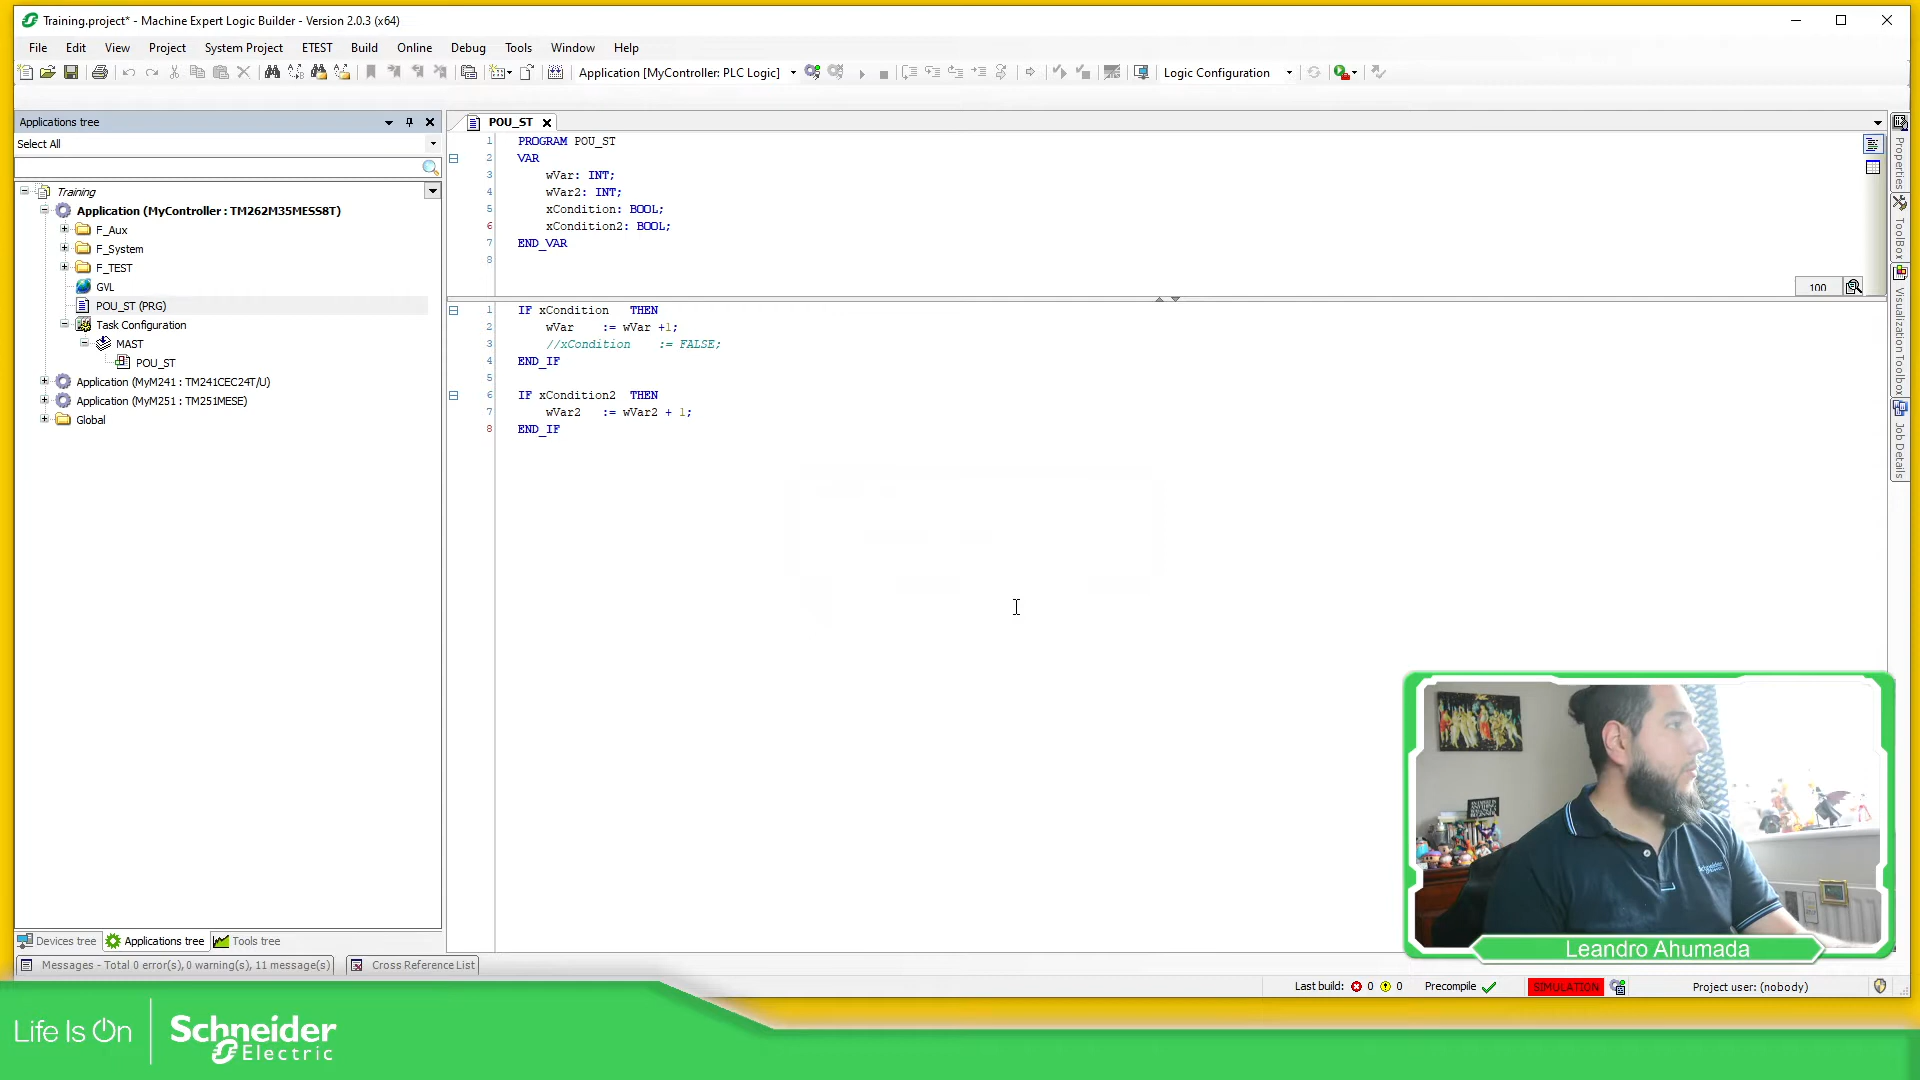 Training.project* - Machine Expert Logic Builder - Version 2.0.3 (x64)
File Edit View Project System Project ETEST Build Online Debug Tools Window Help
Application [MyController: PLC Logic] Logic Configuration
Applications tree
Select All
Training
Application (MyController : TM262M35MESS8T)
F_Aux
F_System
F_TEST
GVL
POU_ST (PRG)
Task Configuration
MAST
POU_ST
Application (MyM241 : TM241CEC24T/U)
Application (MyM251 : TM251MESE)
Global
Devices tree Applications tree Tools tree
POU_ST
1 PROGRAM POU_ST
2 VAR
3 wVar: INT;
4 wVar2: INT;
5 xCondition: BOOL;
6 xCondition2: BOOL;
7 END_VAR
8
100
1 IF xCondition THEN
2 wVar := wVar +1;
3 //xCondition := FALSE;
4 END_IF
5
6 IF xCondition2 THEN
7 wVar2 := wVar2 + 1;
8 END_IF
Properties
ToolBox
Visualization Toolbox
Job Details
Leandro Ahumada
Messages - Total 0 error(s), 0 warning(s), 11 message(s) Cross Reference List
Last build: 0 0 Precompile SIMULATION Project user: (nobody)
Life Is On
Schneider
Electric